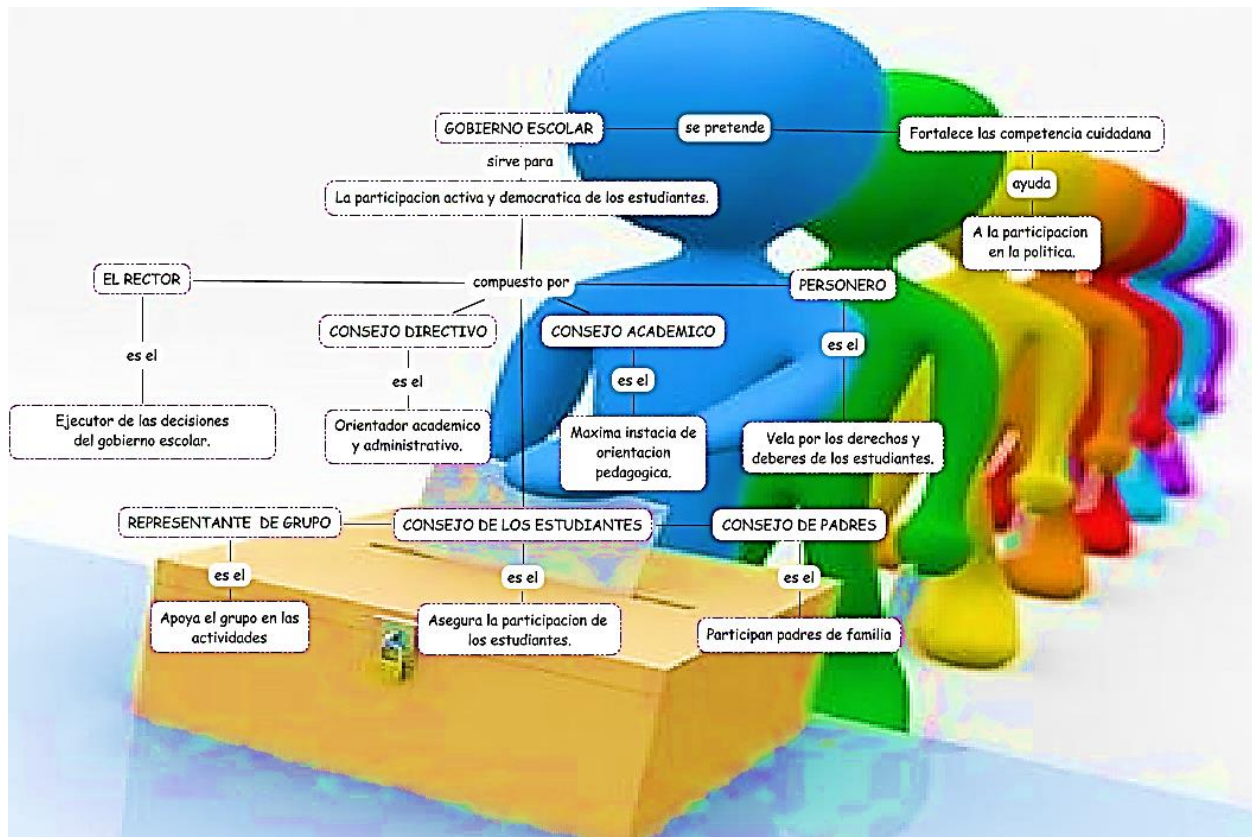 GOBIERNO ESCOLAR
se pretende
Fortalece las competencia cuidadana
sirve para
ayuda
La participacion activa y democratica de los estudiantes.
A la participacion
en la politica.
EL RECTOR
compuesto por
PERSONERO
CONSEJO DIRECTIVO
CONSEJO ACADEMICO
es el
es el
es el
es el
Ejecutor de las decisiones
del gobierno escolar.
Orientador academico
y administrativo.
Maxima instacia de
orientacion
pedagogica.
Vela por los derechos y
deberes de los estudiantes.
REPRESENTANTE DE GRUPO
CONSEJO DE LOS ESTUDIANTES
CONSEJO DE PADRES
es el
es el
es el
Apoya el grupo en las
actividades
Asegura la participacion de
los estudiantes.
Participan padres de familia